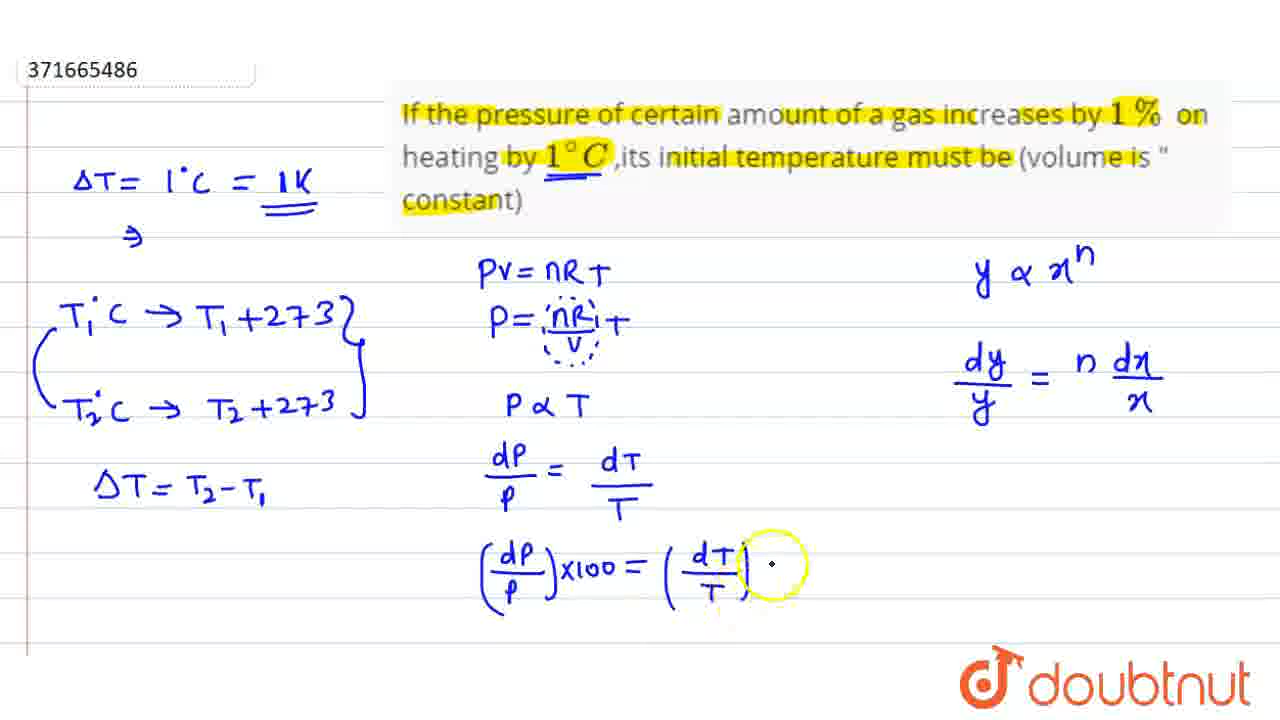 371665486
If the pressure of certain amount of a gas increases by 1% on
heating by 1°C ,its initial temperature must be (volume is "
constant)
ΔT = 1°C = 1K
⇒
T₁°C → T₁ + 273
T₂°C → T₂ + 273
ΔT = T₂ - T₁
PV = nRT
P = nR/V T
P ∝ T
dP/P = dT/T
(dP/P) × 100 = (dT/T)
y ∝ xⁿ
dy/y = n dx/x
doubtnut